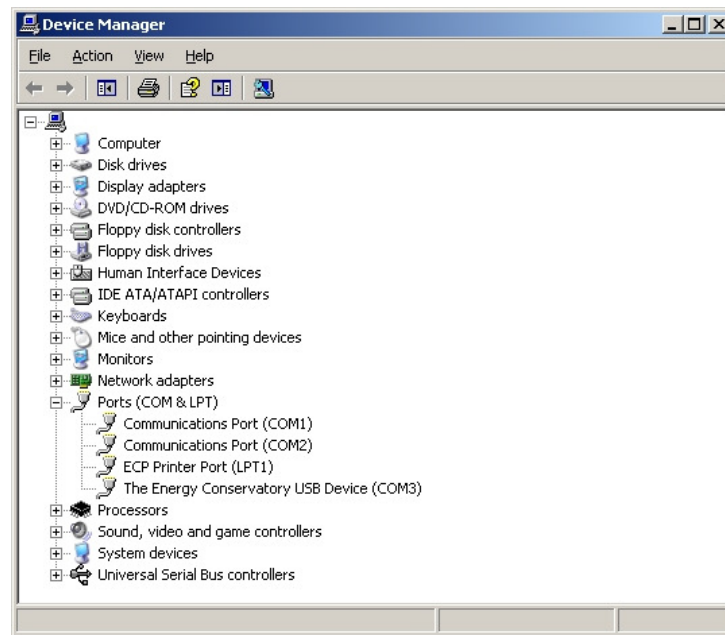 Device Manager
File Action View Help
Computer
Disk drives
Display adapters
DVD/CD-ROM drives
Floppy disk controllers
Floppy disk drives
Human Interface Devices
IDE ATA/ATAPI controllers
Keyboards
Mice and other pointing devices
Monitors
Network adapters
Ports (COM & LPT)
Communications Port (COM1)
Communications Port (COM2)
ECP Printer Port (LPT1)
The Energy Conservatory USB Device (COM3)
Processors
Sound, video and game controllers
System devices
Universal Serial Bus controllers